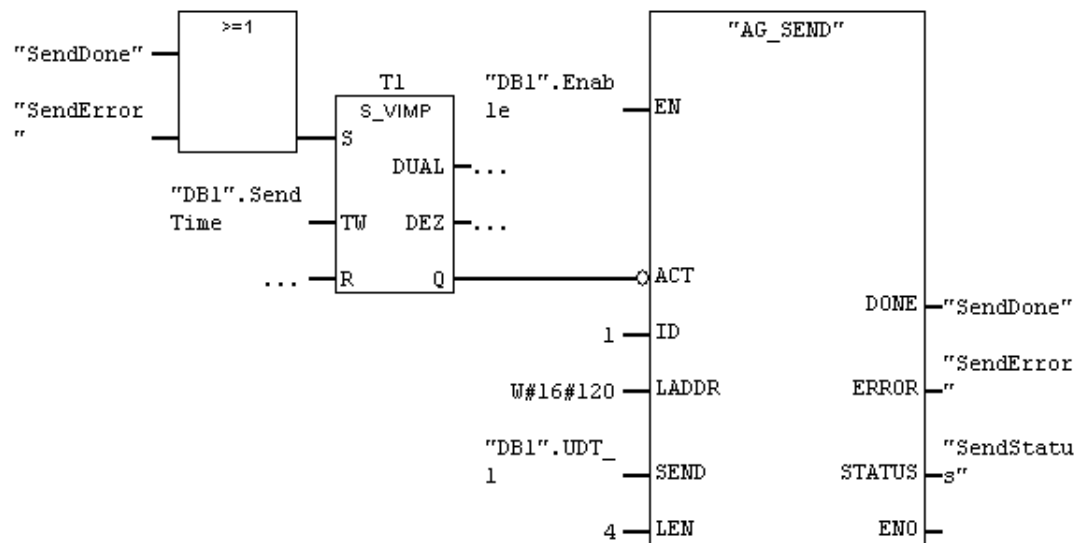 >=1
"SendDone"
"SendError
"
T1
S_VIMP
S
DUAL
...
"DB1".Send
Time
TW
DEZ
...
...
R
Q
"AG_SEND"
"DB1".Enab
le
EN
ACT
DONE
"SendDone"
1
ID
"SendError
"
W#16#120
LADDR
ERROR
"DB1".UDT_
1
SEND
"SendStatu
s"
STATUS
4
LEN
ENO